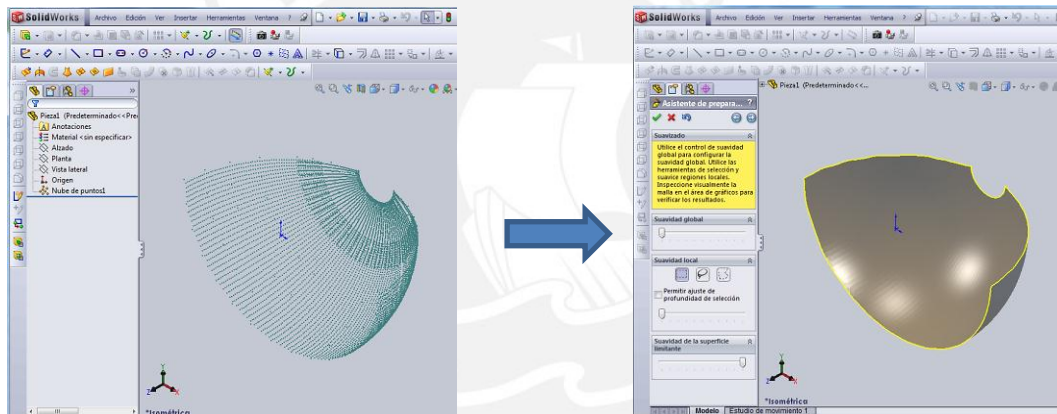 SolidWorks Archivo Edición Ver Insertar Herramientas Ventana ?
Pieza1 (Predeterminado<<Pre
Anotaciones
Material <sin especificar>
Alzado
Planta
Vista lateral
Origen
Nube de puntos1
*Isométrica
SolidWorks Archivo Edición Ver Insertar Herramientas Ventana ?
Pieza1 (Predeterminado<<...
Asistente de prepara... ?
Suavizado
Utilice el control de suavidad
global para configurar la
suavidad global. Utilice las
herramientas de selección y
suavice regiones locales.
Inspeccione visualmente la
malla en el área de gráficos para
verificar los resultados.
Suavidad global
Suavidad local
Permitir ajuste de
profundidad de selección
Suavidad de la superficie
limitante
*Isométrica
Modelo Estudio de movimiento 1